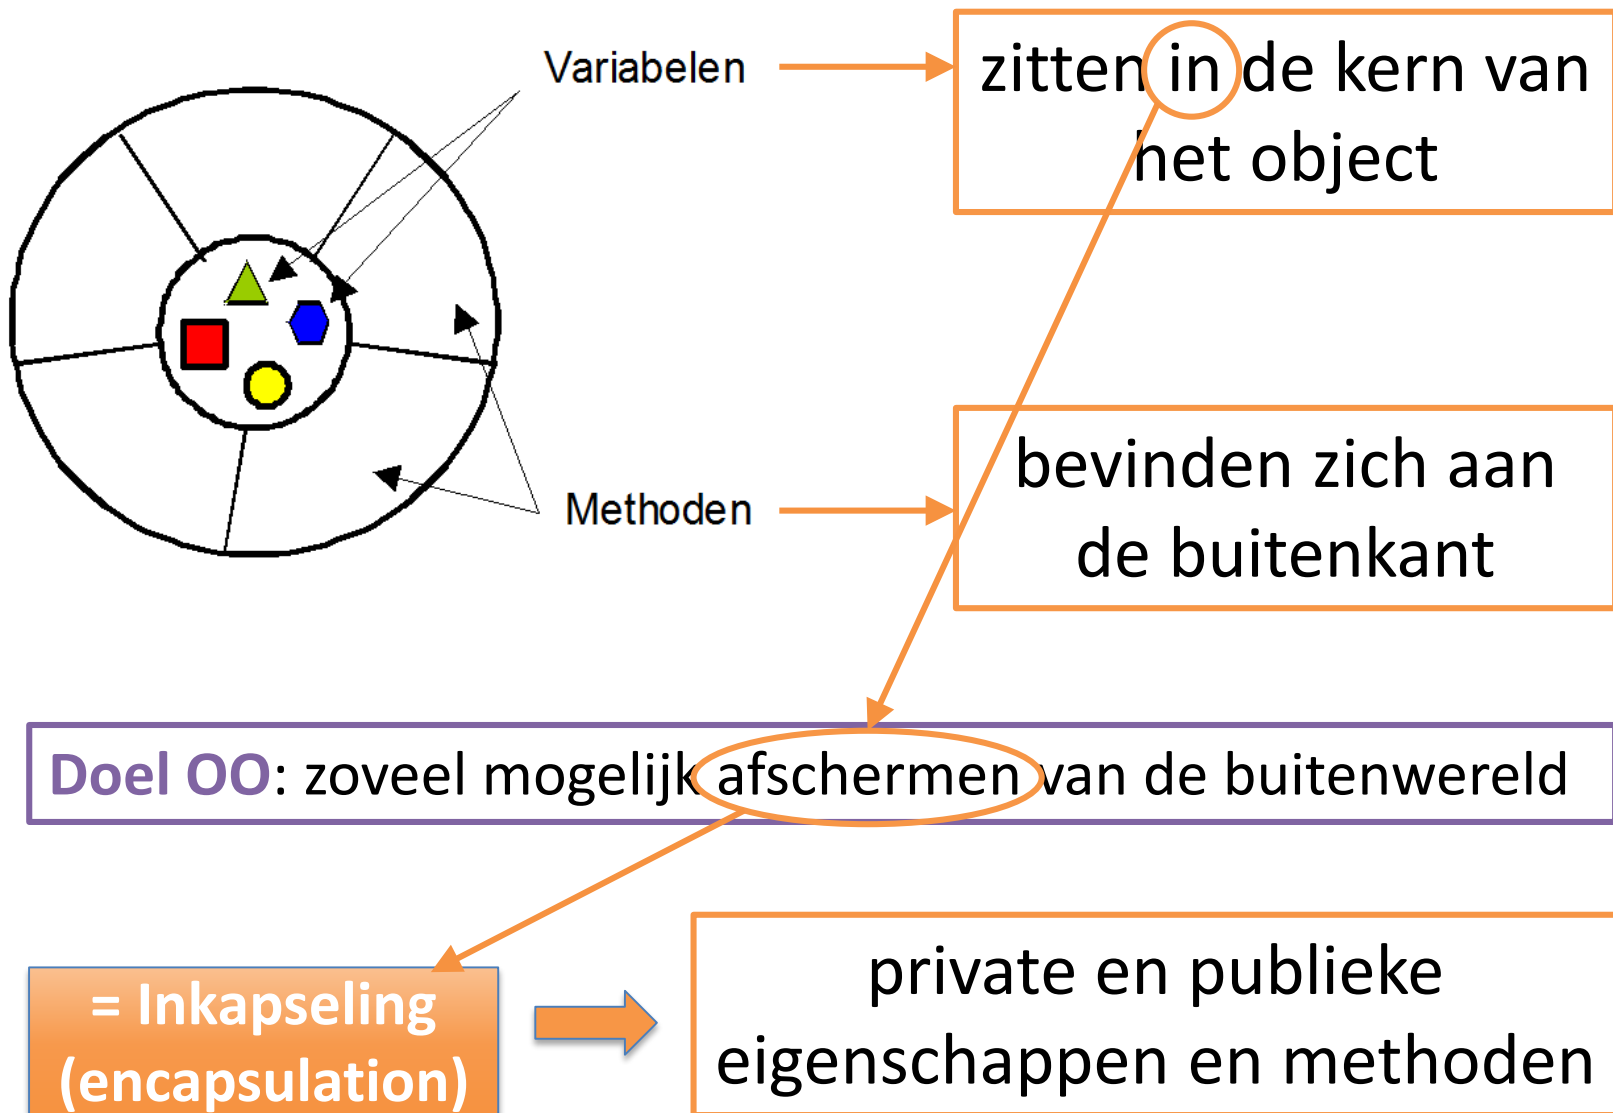 Variabelen
zitten in de kern van
het object
Methoden
bevinden zich aan
de buitenkant
Doel OO: zoveel mogelijk afschermen van de buitenwereld
= Inkapseling
(encapsulation)
private en publieke
eigenschappen en methoden